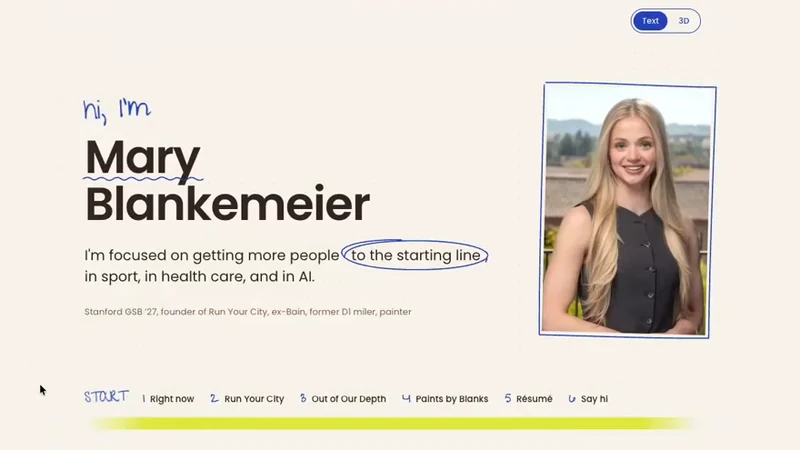 Text 3D
hi, I'm
Mary
Blankemeier
I'm focused on getting more people to the starting line,
in sport, in health care, and in AI.
Stanford GSB '27, founder of Run Your City, ex-Bain, former D1 miler, painter
START 1 Right now 2 Run Your City 3 Out of Our Depth 4 Paints by Blanks 5 Résumé 6 Say hi